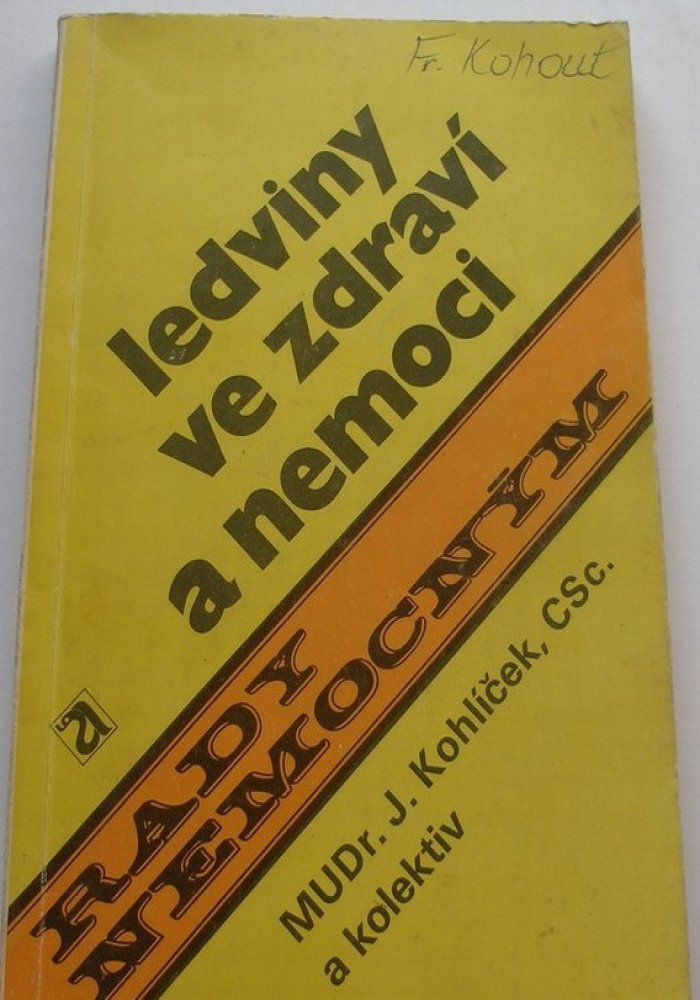 Fr. Kohout
ledviny
ve zdraví
a nemoci
RADY
NEMOCNÝM
MUDr. J. Kohlíček, CSc.
a kolektiv